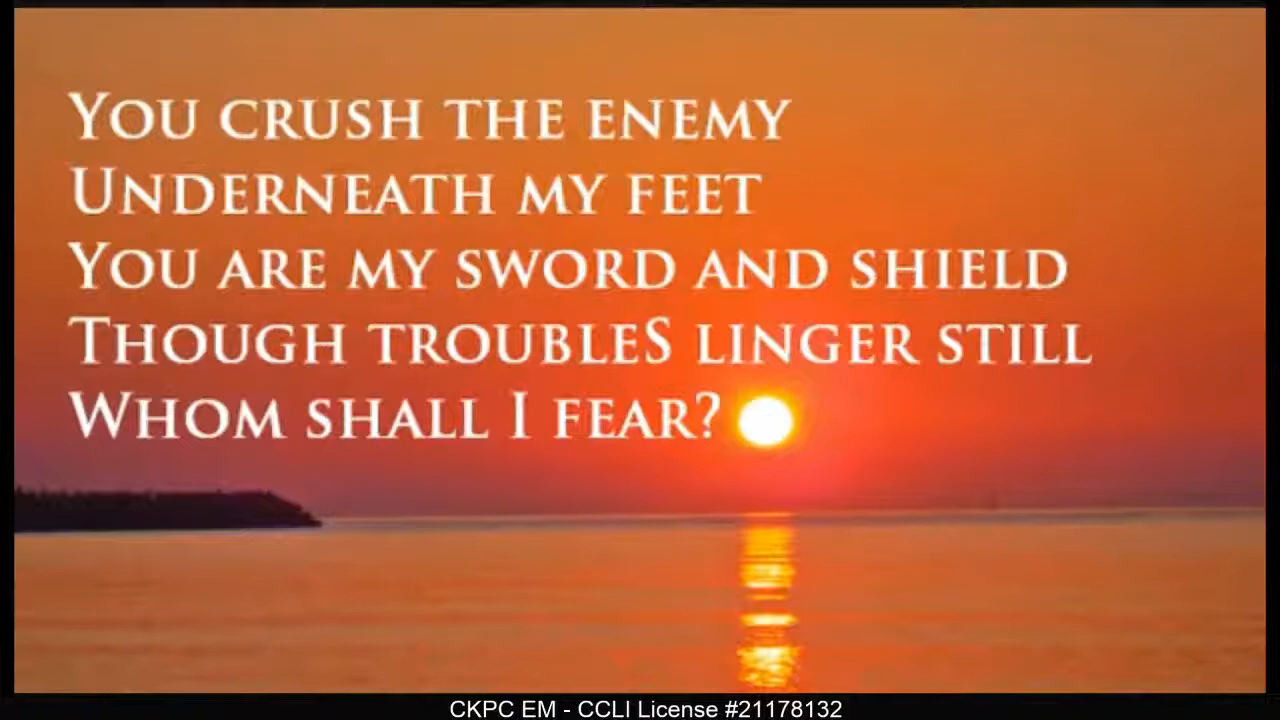 You crush the enemy
Underneath my feet
You are my sword and shield
Though troubleS linger still
Whom shall I fear?
CKPC EM - CCLI License #21178132